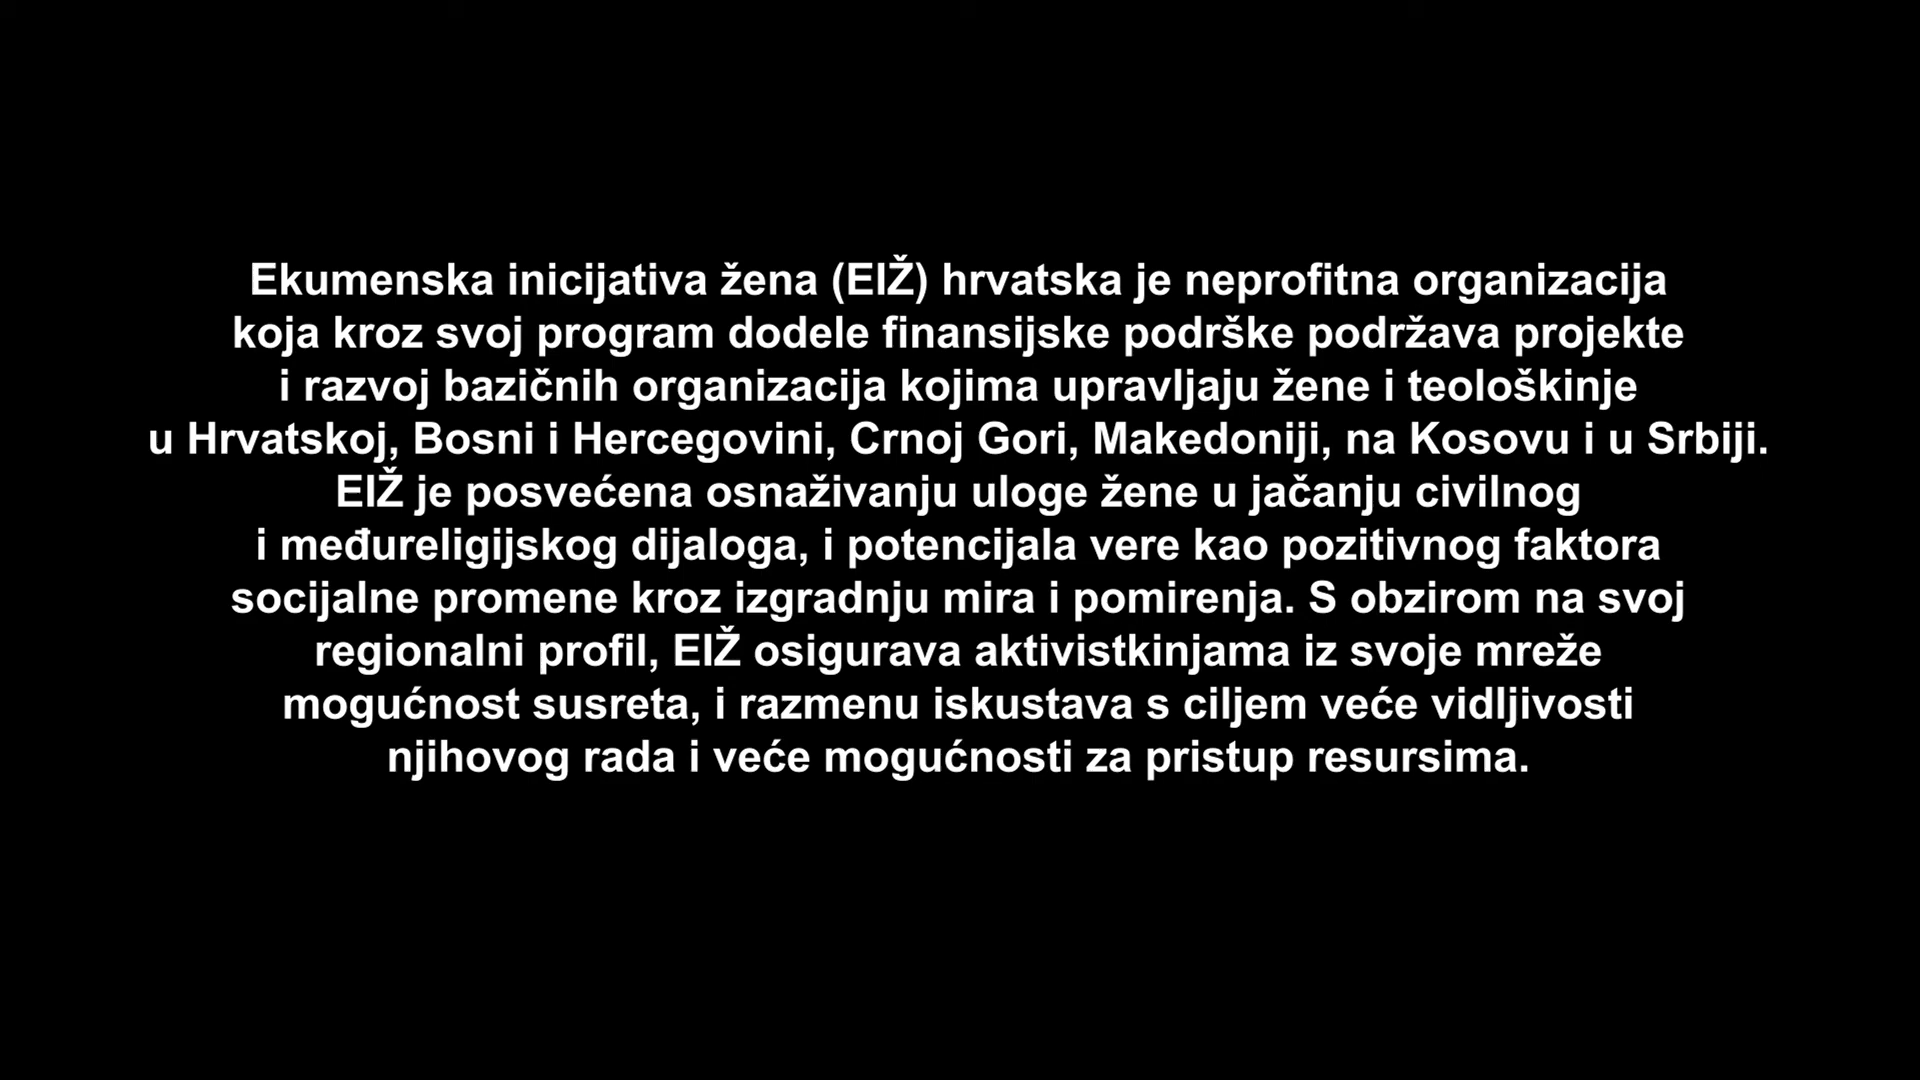 Ekumenska inicijativa žena (EIŽ) hrvatska je neprofitna organizacija
koja kroz svoj program dodele finansijske podrške podržava projekte
i razvoj bazičnih organizacija kojima upravljaju žene i teološkinje
u Hrvatskoj, Bosni i Hercegovini, Crnoj Gori, Makedoniji, na Kosovu i u Srbiji.
EIŽ je posvećena osnaživanju uloge žene u jačanju civilnog
i međureligijskog dijaloga, i potencijala vere kao pozitivnog faktora
socijalne promene kroz izgradnju mira i pomirenja. S obzirom na svoj
regionalni profil, EIŽ osigurava aktivistkinjama iz svoje mreže
mogućnost susreta, i razmenu iskustava s ciljem veće vidljivosti
njihovog rada i veće mogućnosti za pristup resursima.